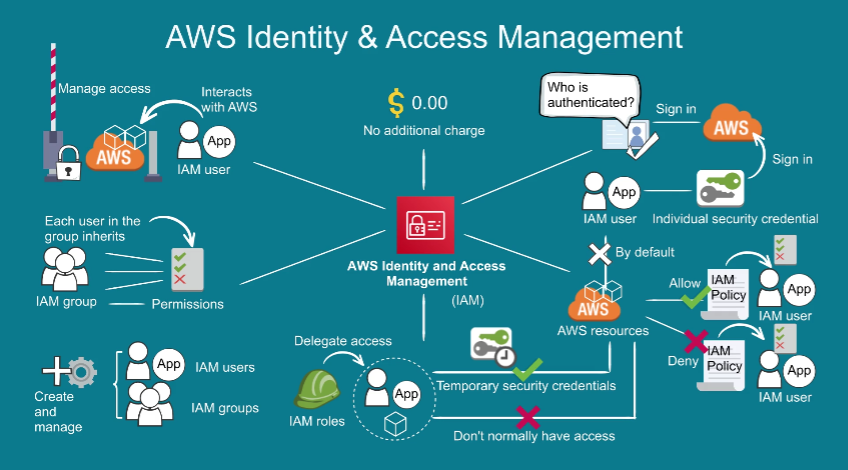 AWS Identity & Access Management
Manage access
Interacts
with AWS
AWS
App
IAM user
$ 0.00
No additional charge
Who is
authenticated?
Sign in
AWS
Sign in
App
IAM user
Individual security credential
Each user in the
group inherits
IAM group
Permissions
AWS Identity and Access
Management
(IAM)
By default
AWS
AWS resources
Allow
IAM
Policy
App
IAM user
Deny
IAM
Policy
App
IAM user
Create
and
manage
App
IAM users
IAM groups
Delegate access
IAM roles
App
Temporary security credentials
Don't normally have access